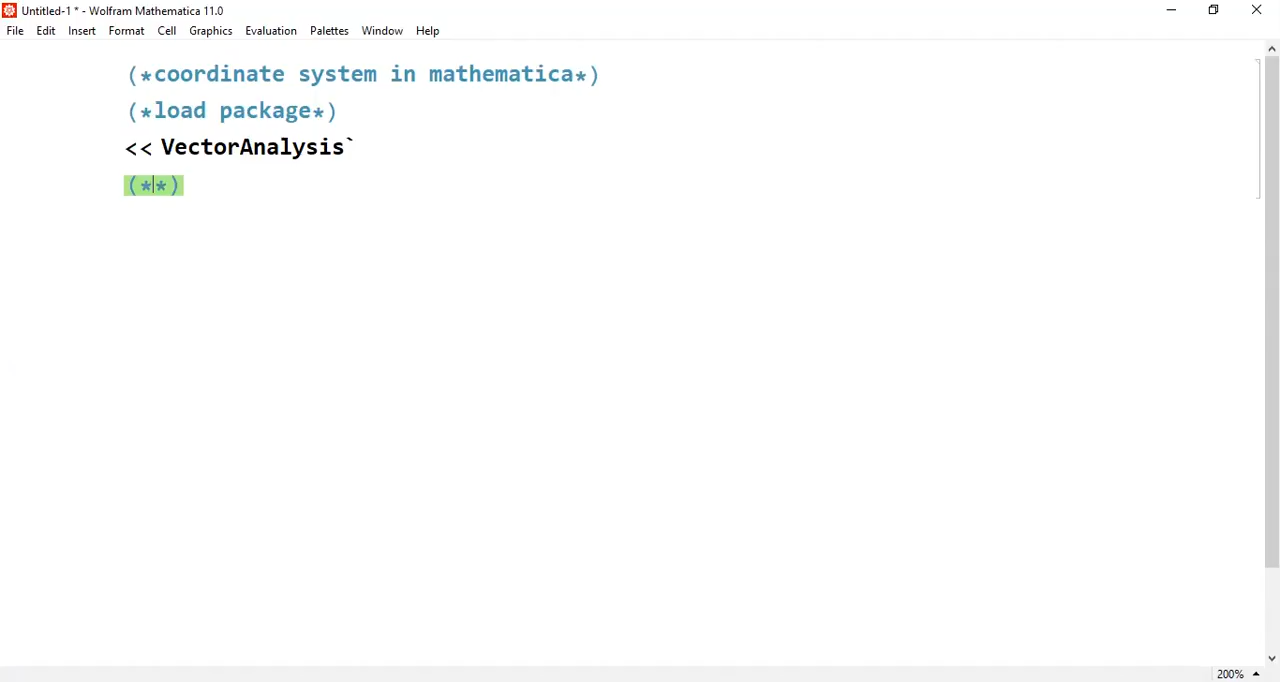 Untitled-1 * - Wolfram Mathematica 11.0
File Edit Insert Format Cell Graphics Evaluation Palettes Window Help
(*coordinate system in mathematica*)
(*load package*)
<< VectorAnalysis`
(**)
200%